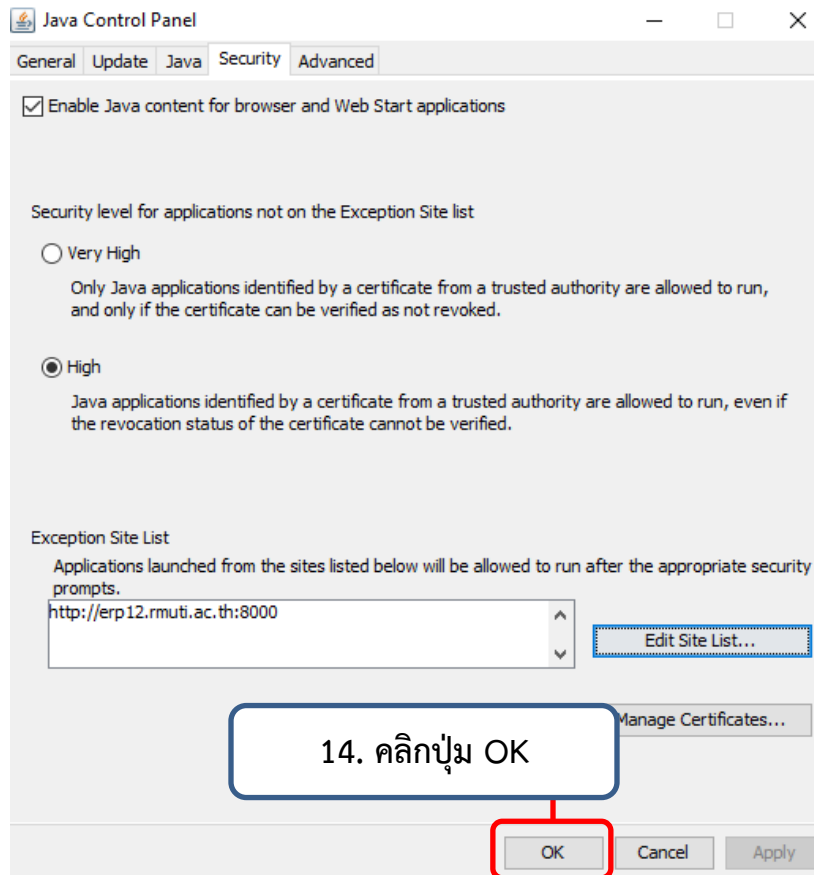 Java Control Panel
General Update Java Security Advanced
Enable Java content for browser and Web Start applications
Security level for applications not on the Exception Site list
Very High
Only Java applications identified by a certificate from a trusted authority are allowed to run,
and only if the certificate can be verified as not revoked.
High
Java applications identified by a certificate from a trusted authority are allowed to run, even if
the revocation status of the certificate cannot be verified.
Exception Site List
Applications launched from the sites listed below will be allowed to run after the appropriate security
prompts.
http://erp12.rmuti.ac.th:8000
Edit Site List...
Manage Certificates...
14. คลิกปุ่ม OK
OK Cancel Apply